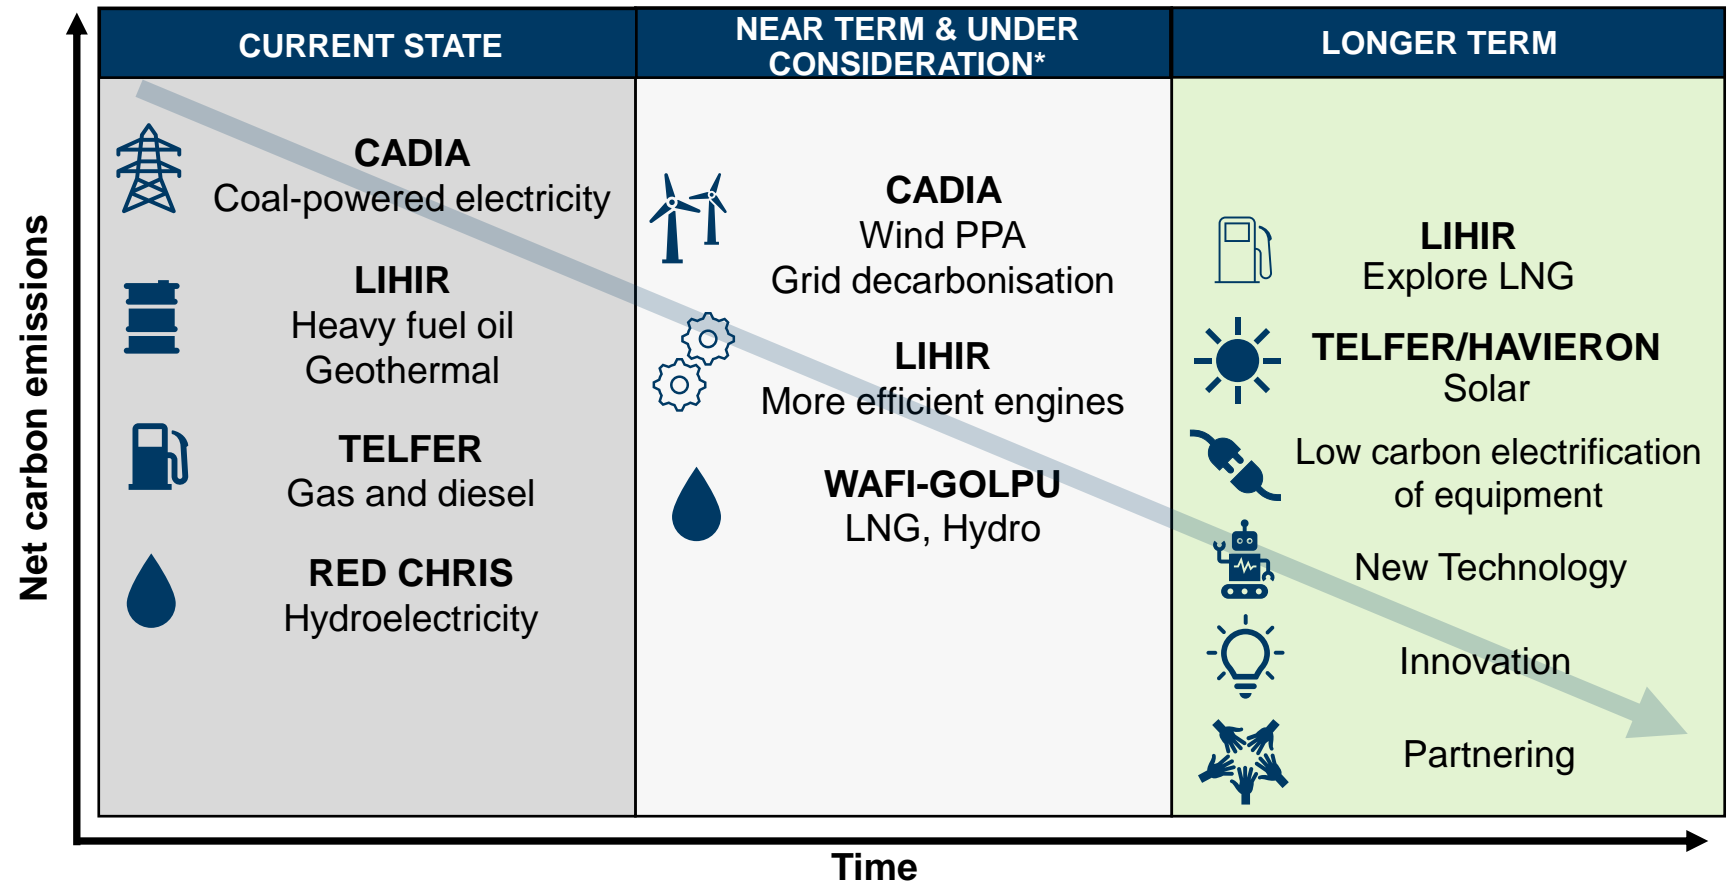 CURRENT STATE
NEAR TERM & UNDER
CONSIDERATION*
LONGER TERM
Net carbon emissions
CADIA
Coal-powered electricity
LIHIR
Heavy fuel oil
Geothermal
TELFER
Gas and diesel
RED CHRIS
Hydroelectricity
CADIA
Wind PPA
Grid decarbonisation
LIHIR
More efficient engines
WAFI-GOLPU
LNG, Hydro
LIHIR
Explore LNG
TELFER/HAVIERON
Solar
Low carbon electrification
of equipment
New Technology
Innovation
Partnering
Time